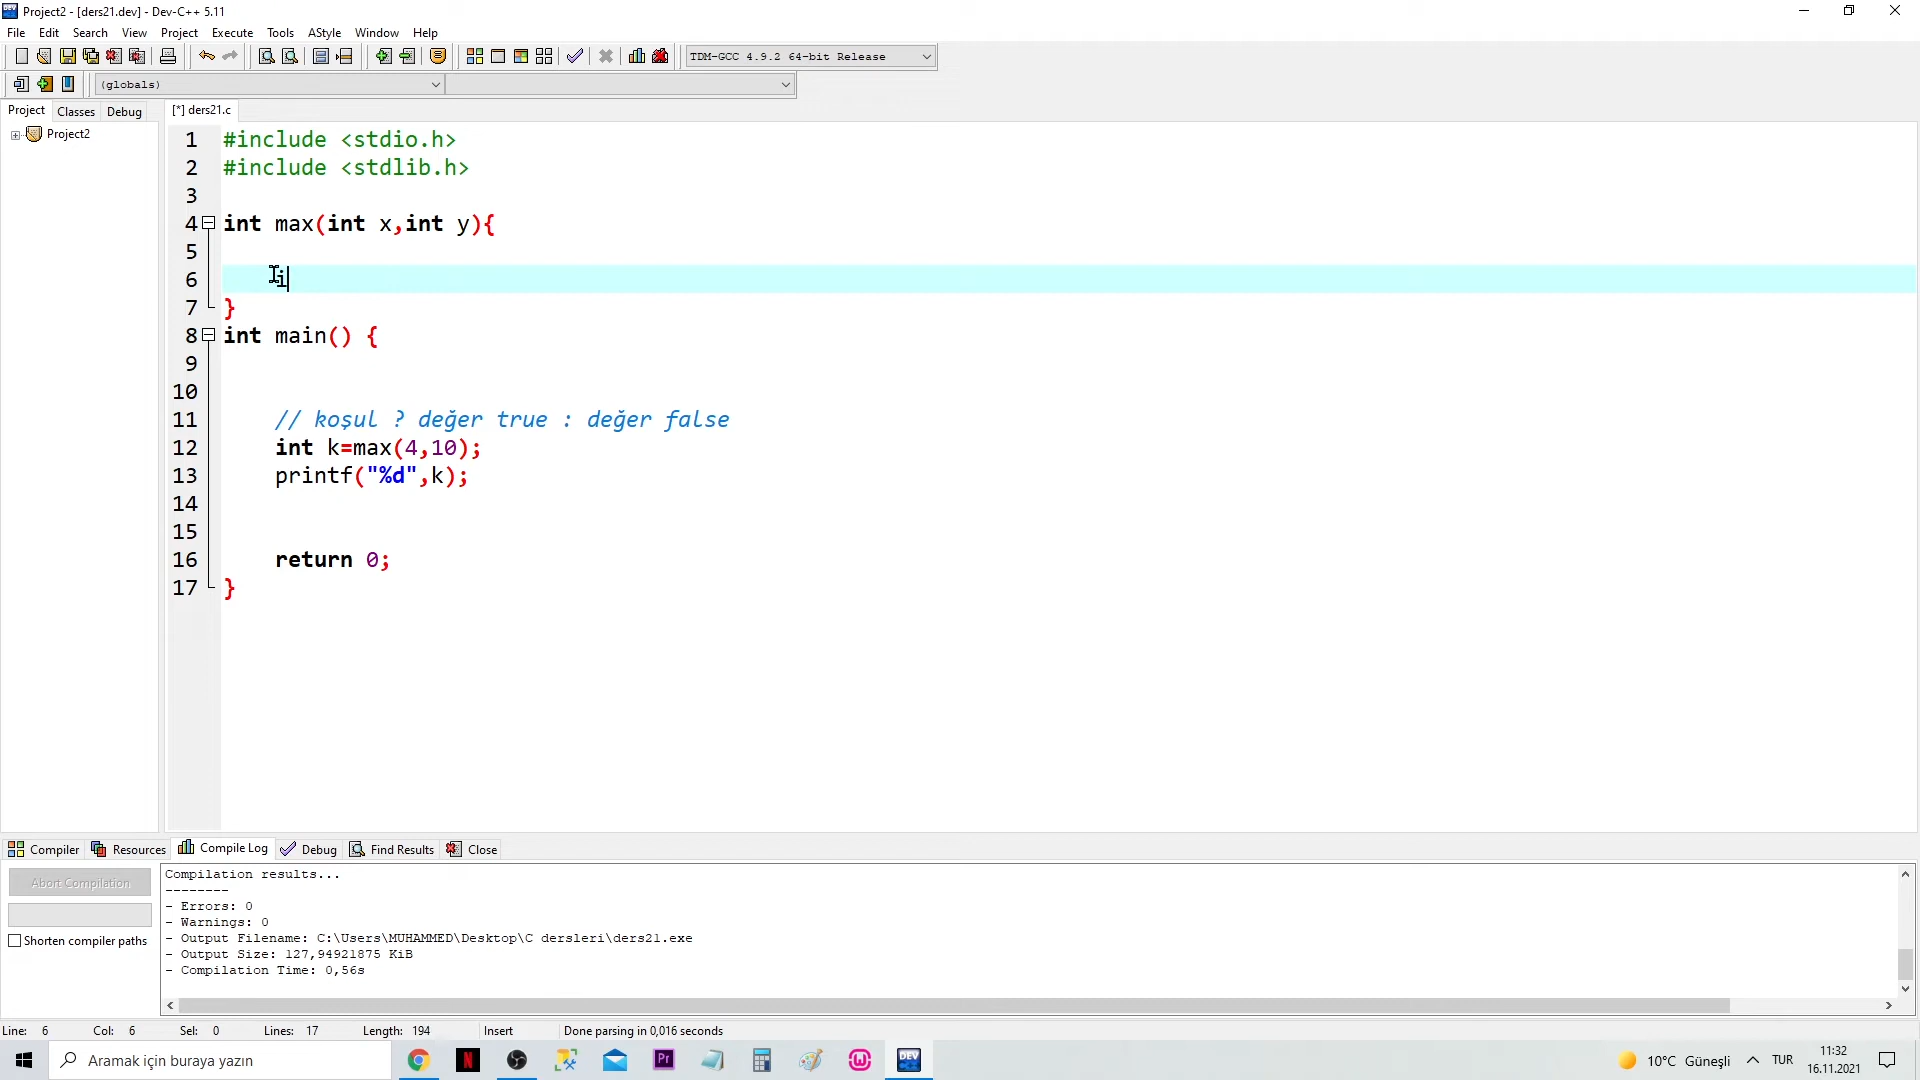 Project2 - [ders21.dev] - Dev-C++ 5.11
File Edit Search View Project Execute Tools AStyle Window Help
TDM-GCC 4.9.2 64-bit Release
(globals)
Project Classes Debug [*] ders21.c
Project2
1 #include <stdio.h>
2 #include <stdlib.h>
3
4 int max(int x,int y){
5
6 i
7 }
8 int main() {
9
10
11 // koşul ? değer true : değer false
12 int k=max(4,10);
13 printf("%d",k);
14
15
16 return 0;
17 }
Compiler Resources Compile Log Debug Find Results Close
Abort Compilation
Shorten compiler paths
Compilation results...
--------
- Errors: 0
- Warnings: 0
- Output Filename: C:\Users\MUHAMMED\Desktop\C dersleri\ders21.exe
- Output Size: 127,94921875 KiB
- Compilation Time: 0,56s
Line: 6 Col: 6 Sel: 0 Lines: 17 Length: 194 Insert Done parsing in 0,016 seconds
Aramak için buraya yazın
N
Pr
DEV
10°C Güneşli
TUR
11:32
16.11.2021